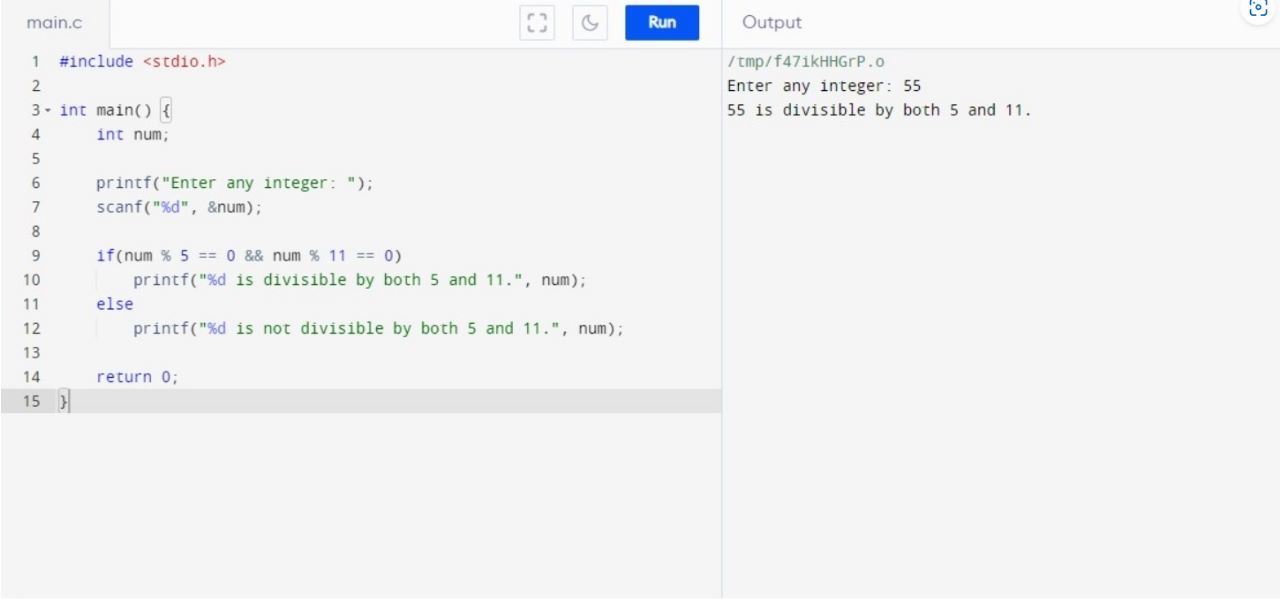 main.c
Run
1 #include <stdio.h>
2
3 int main() {
4     int num;
5
6     printf("Enter any integer: ");
7     scanf("%d", &num);
8
9     if(num % 5 == 0 && num % 11 == 0)
10         printf("%d is divisible by both 5 and 11.", num);
11     else
12         printf("%d is not divisible by both 5 and 11.", num);
13
14     return 0;
15 }
Output
/tmp/f47ikHHGrP.o
Enter any integer: 55
55 is divisible by both 5 and 11.